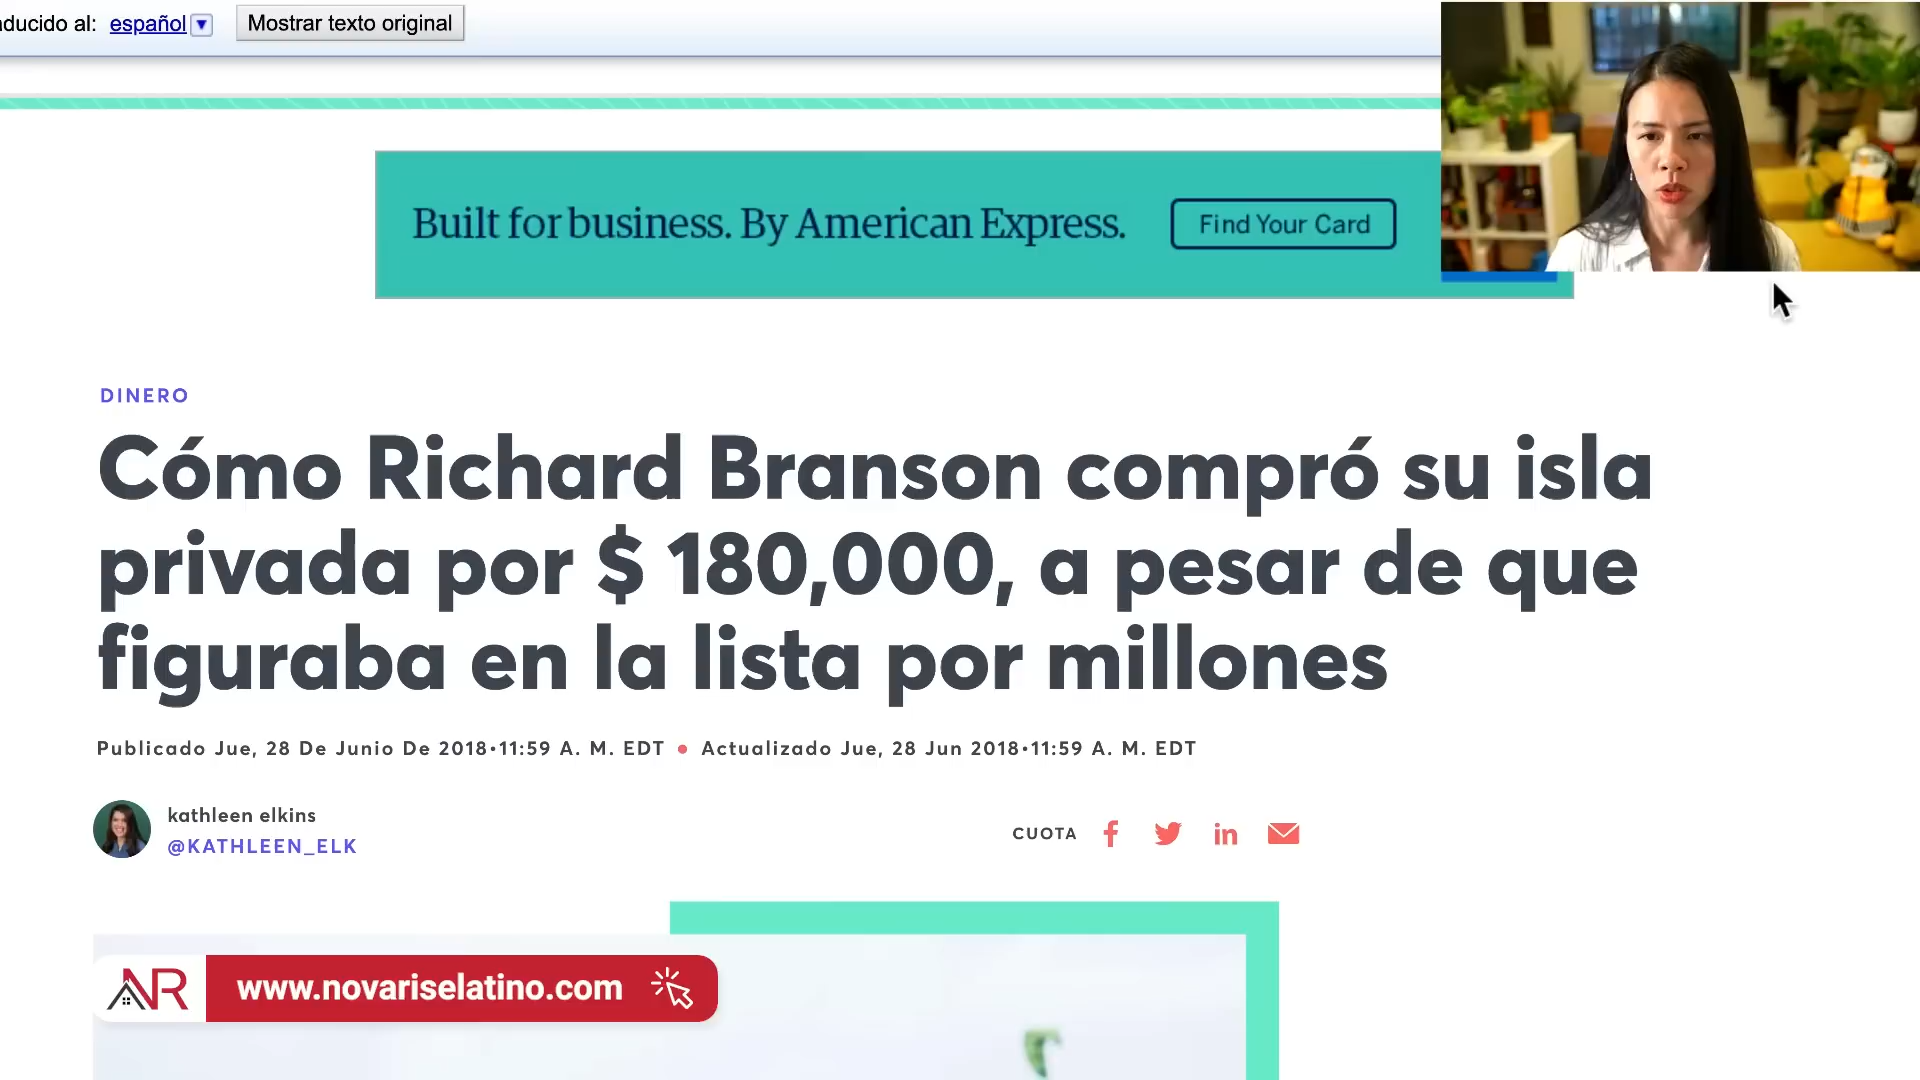 aducido al: español
Mostrar texto original
Built for business. By American Express.
Find Your Card
DINERO
Cómo Richard Branson compró su isla
privada por $ 180,000, a pesar de que
figuraba en la lista por millones
Publicado Jue, 28 De Junio De 2018•11:59 A. M. EDT • Actualizado Jue, 28 Jun 2018•11:59 A. M. EDT
kathleen elkins
@KATHLEEN_ELK
CUOTA
NR
www.novariselatino.com